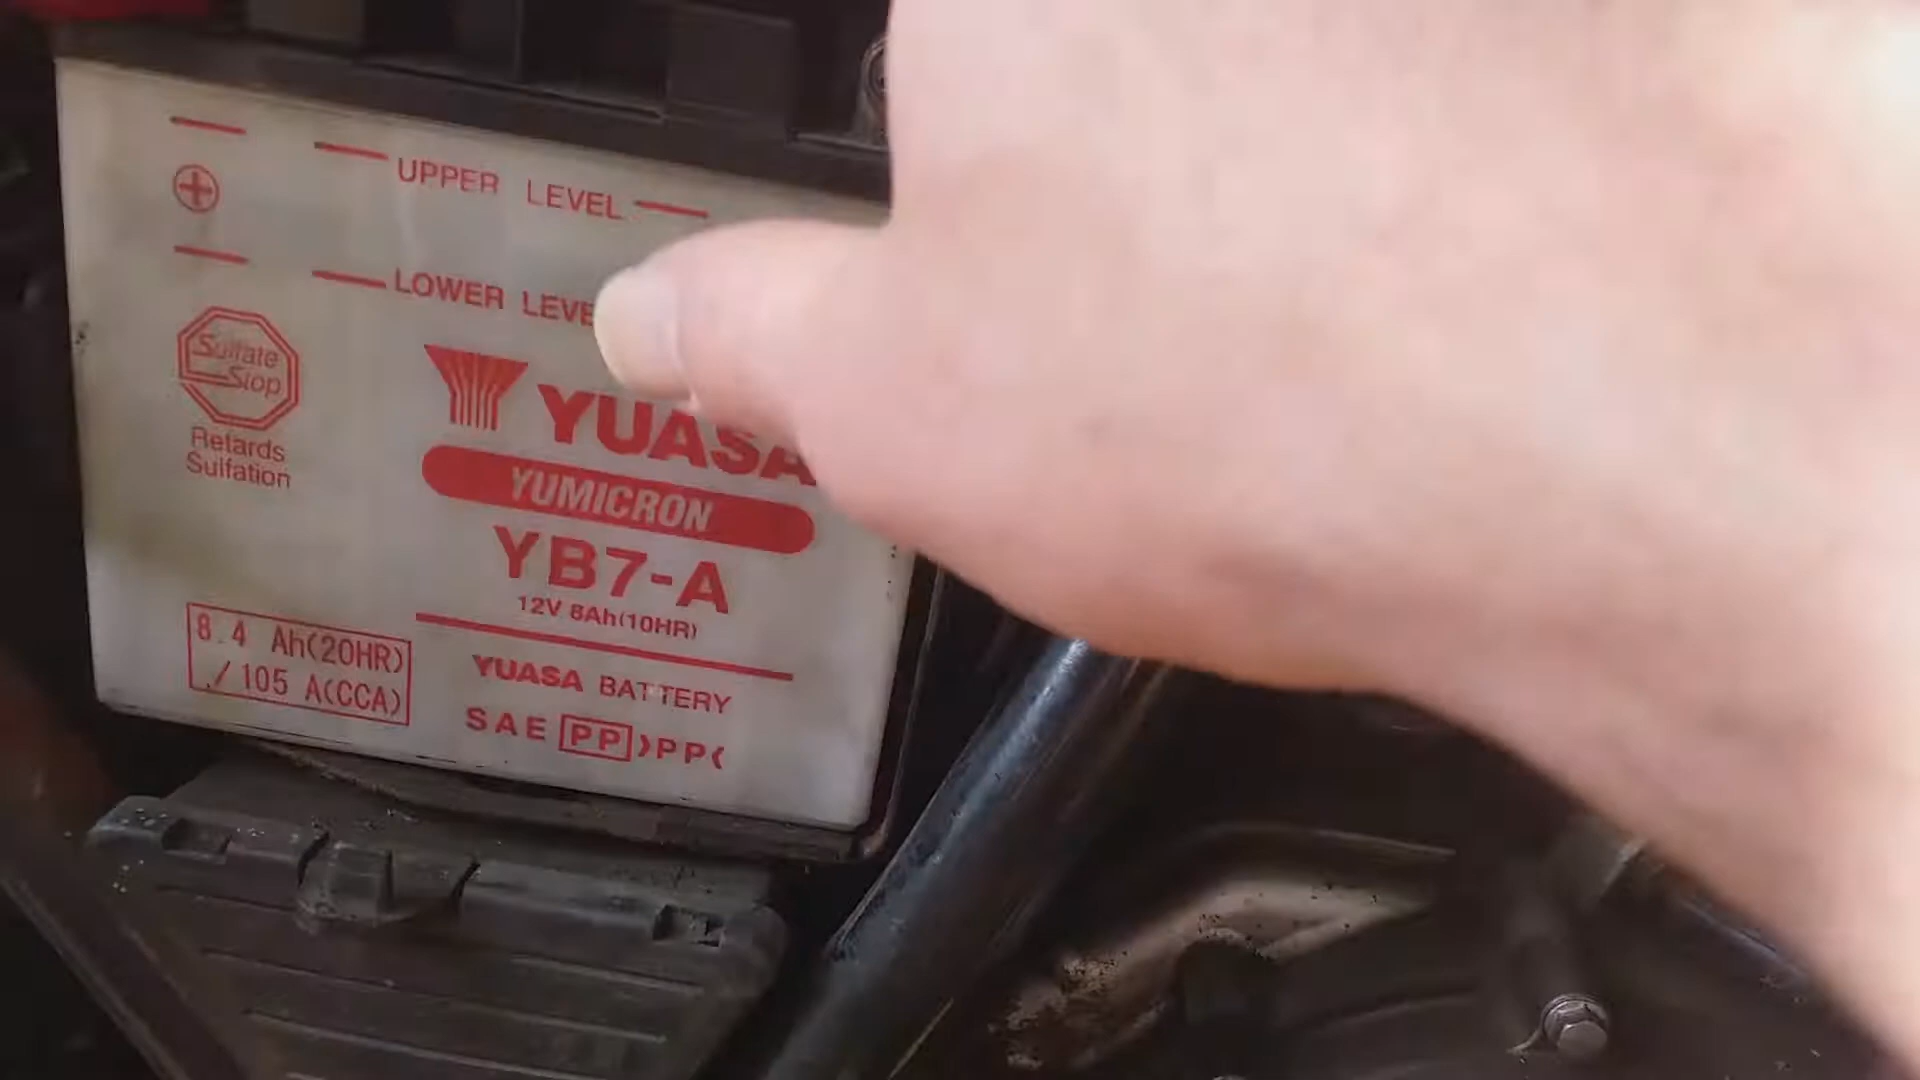 UPPER LEVEL
LOWER LEVE
Sulfate
Stop
Retards
Sulfation
YUASA
YUMICRON
YB7-A
12V 8Ah(10HR)
8.4 Ah(20HR)
./105 A(CCA)
YUASA BATTERY
SAE PP >PP<